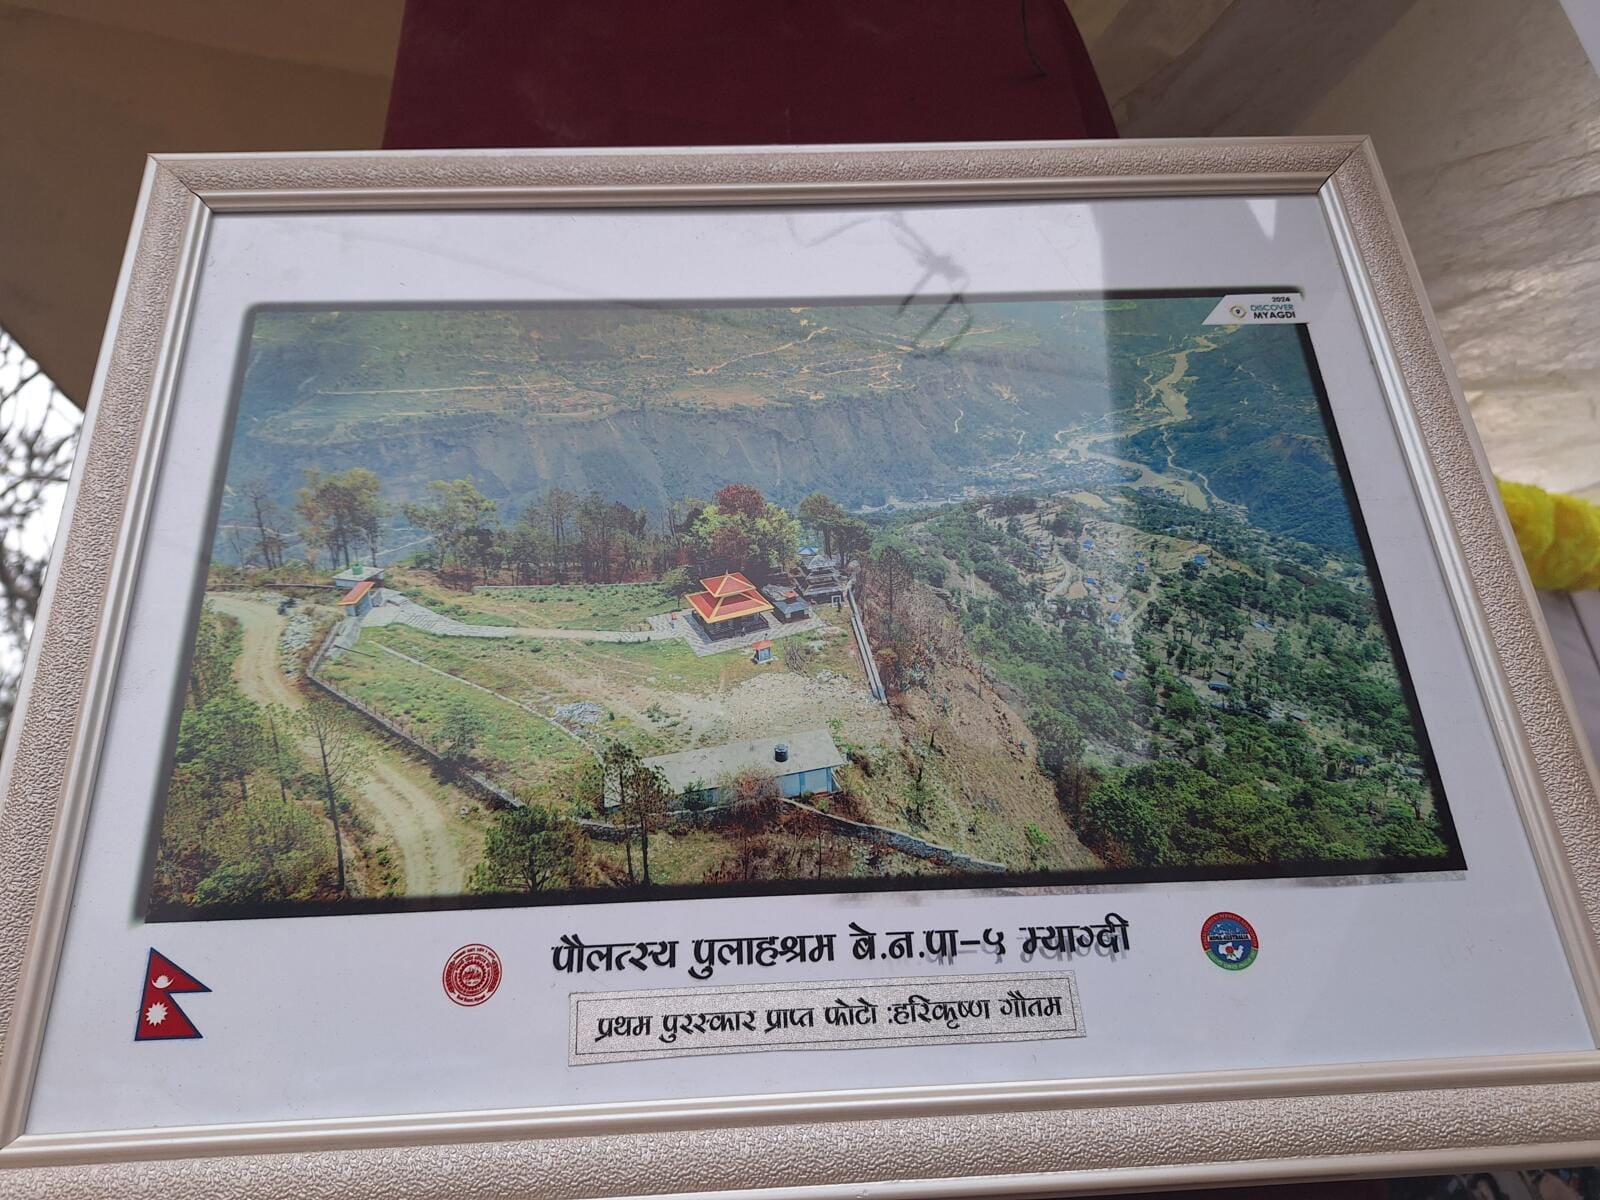 2024
DISCOVER
MYAGDI
पौलत्स्य पुलाहश्रम बे.न.पा-५ म्याग्दी
प्रथम पुरस्कार प्राप्त फोटो :हरिकृष्ण गौतम